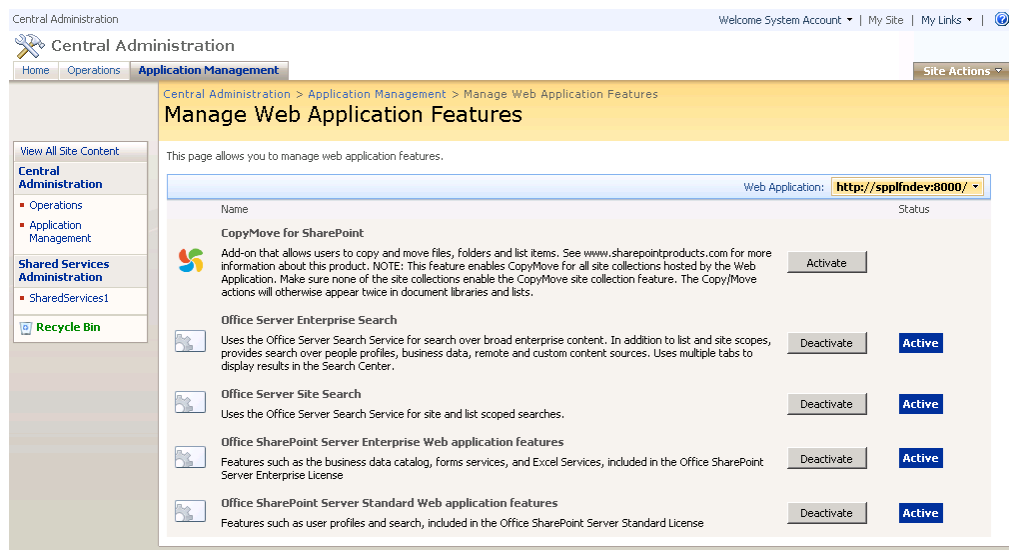 Central Administration
Welcome System Account | My Site | My Links |
Central Administration
Home Operations Application Management
Site Actions
Central Administration > Application Management > Manage Web Application Features
Manage Web Application Features
View All Site Content
Central
Administration
Operations
Application
Management
Shared Services
Administration
SharedServices1
Recycle Bin
This page allows you to manage web application features.
Web Application: http://spplfndev:8000/
Name Status
CopyMove for SharePoint
Add-on that allows users to copy and move files, folders and list items. See www.sharepointproducts.com for more
information about this product. NOTE: This feature enables CopyMove for all site collections hosted by the Web
Application. Make sure none of the site collections enable the CopyMove site collection feature. The Copy/Move
actions will otherwise appear twice in document libraries and lists.
Activate
Office Server Enterprise Search
Uses the Office Server Search Service for search over broad enterprise content. In addition to list and site scopes,
provides search over people profiles, business data, remote and custom content sources. Uses multiple tabs to
display results in the Search Center.
Deactivate Active
Office Server Site Search
Uses the Office Server Search Service for site and list scoped searches.
Deactivate Active
Office SharePoint Server Enterprise Web application features
Features such as the business data catalog, forms services, and Excel Services, included in the Office SharePoint
Server Enterprise License
Deactivate Active
Office SharePoint Server Standard Web application features
Features such as user profiles and search, included in the Office SharePoint Server Standard License
Deactivate Active